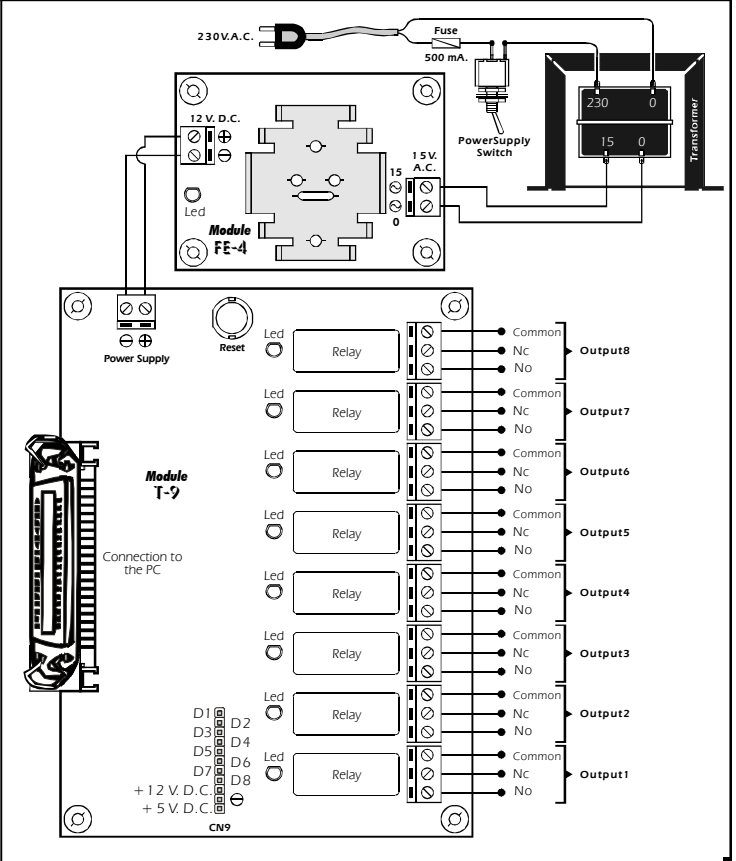 230V.A.C.
Fuse
500 mA.
PowerSupply
Switch
230 0
15 0
Transformer
12 V. D.C.
15V.
A.C.
15
0
Led
Module
FE-4
Power Supply
Reset
Module
T-9
Connection to
the PC
Led
Relay
Common
Nc
No
Output8
Led
Relay
Common
Nc
No
Output7
Led
Relay
Common
Nc
No
Output6
Led
Relay
Common
Nc
No
Output5
Led
Relay
Common
Nc
No
Output4
Led
Relay
Common
Nc
No
Output3
Led
Relay
Common
Nc
No
Output2
Led
Relay
Common
Nc
No
Output1
D1
D2
D3
D4
D5
D6
D7
D8
+12 V. D.C.
+ 5 V. D.C.
CN9